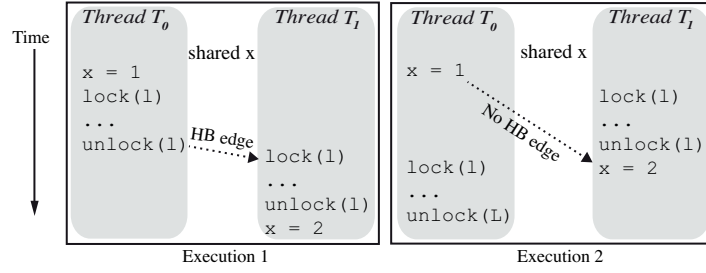 Time
Thread T0
Thread T1
shared x
x = 1
lock(l)
...
unlock(l)
HB edge
lock(l)
...
unlock(l)
x = 2
Execution 1
Thread T0
Thread T1
shared x
x = 1
No HB edge
lock(l)
...
unlock(l)
x = 2
lock(l)
...
unlock(L)
Execution 2